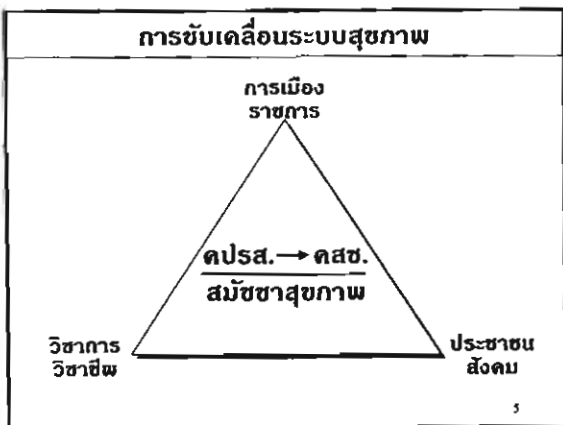 การขับเคลื่อนระบบสุขภาพ
การเมือง
ราชการ
คปรส.→คสช.
สมัชชาสุขภาพ
วิชาการ
วิชาชีพ
ประชาชน
สังคม
5